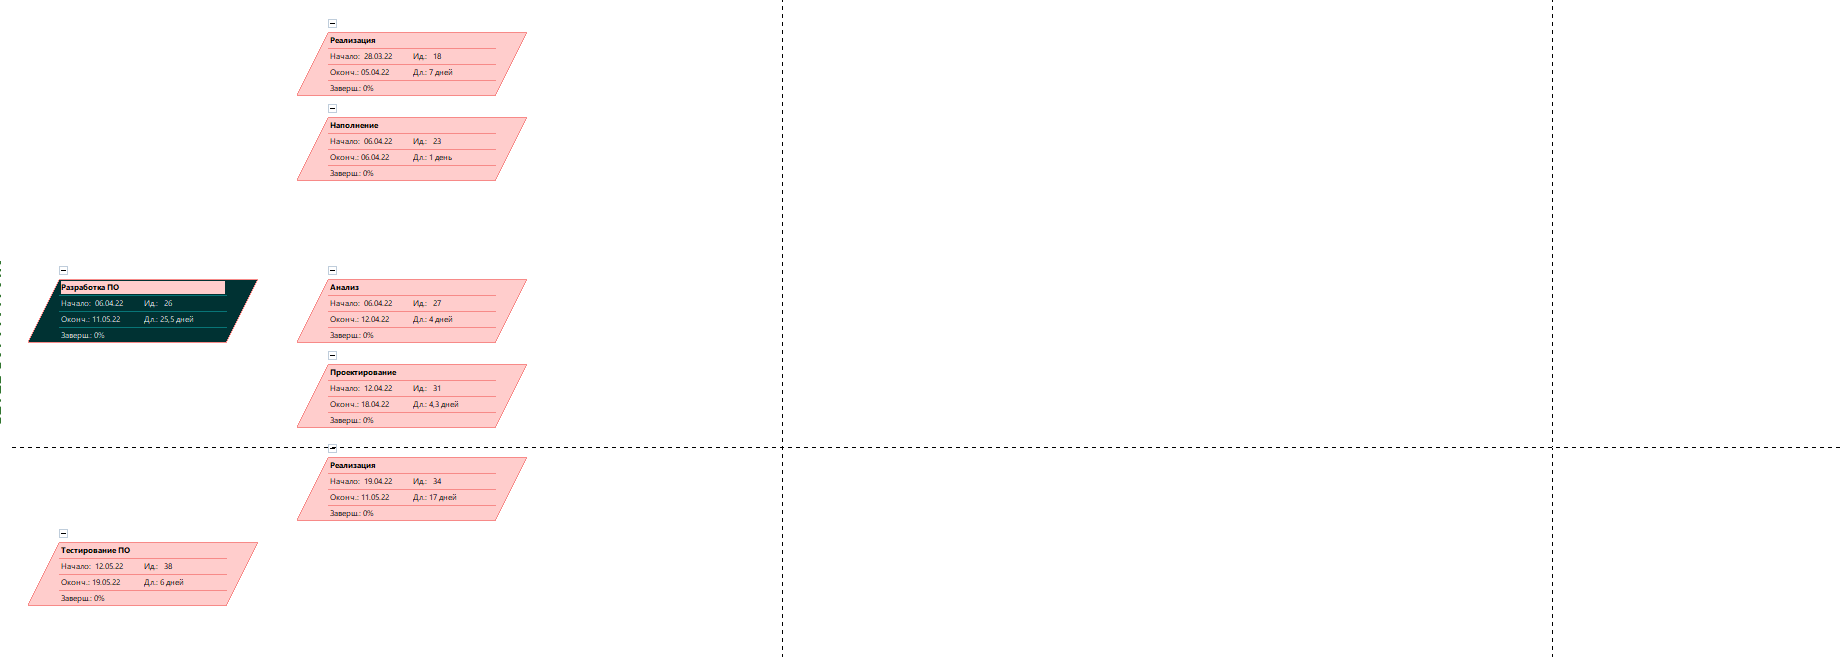 Реализация
Начало: 28.03.22 Ид.: 18
Оконч.: 05.04.22 Дл.: 7 дней
Заверш.: 0%
Наполнение
Начало: 06.04.22 Ид.: 23
Оконч.: 06.04.22 Дл.: 1 день
Заверш.: 0%
Разработка ПО
Начало: 06.04.22 Ид.: 26
Оконч.: 11.05.22 Дл.: 25,5 дней
Заверш.: 0%
Анализ
Начало: 06.04.22 Ид.: 27
Оконч.: 12.04.22 Дл.: 4 дней
Заверш.: 0%
Проектирование
Начало: 12.04.22 Ид.: 31
Оконч.: 18.04.22 Дл.: 4,3 дней
Заверш.: 0%
Реализация
Начало: 19.04.22 Ид.: 34
Оконч.: 11.05.22 Дл.: 17 дней
Заверш.: 0%
Тестирование ПО
Начало: 12.05.22 Ид.: 38
Оконч.: 19.05.22 Дл.: 6 дней
Заверш.: 0%